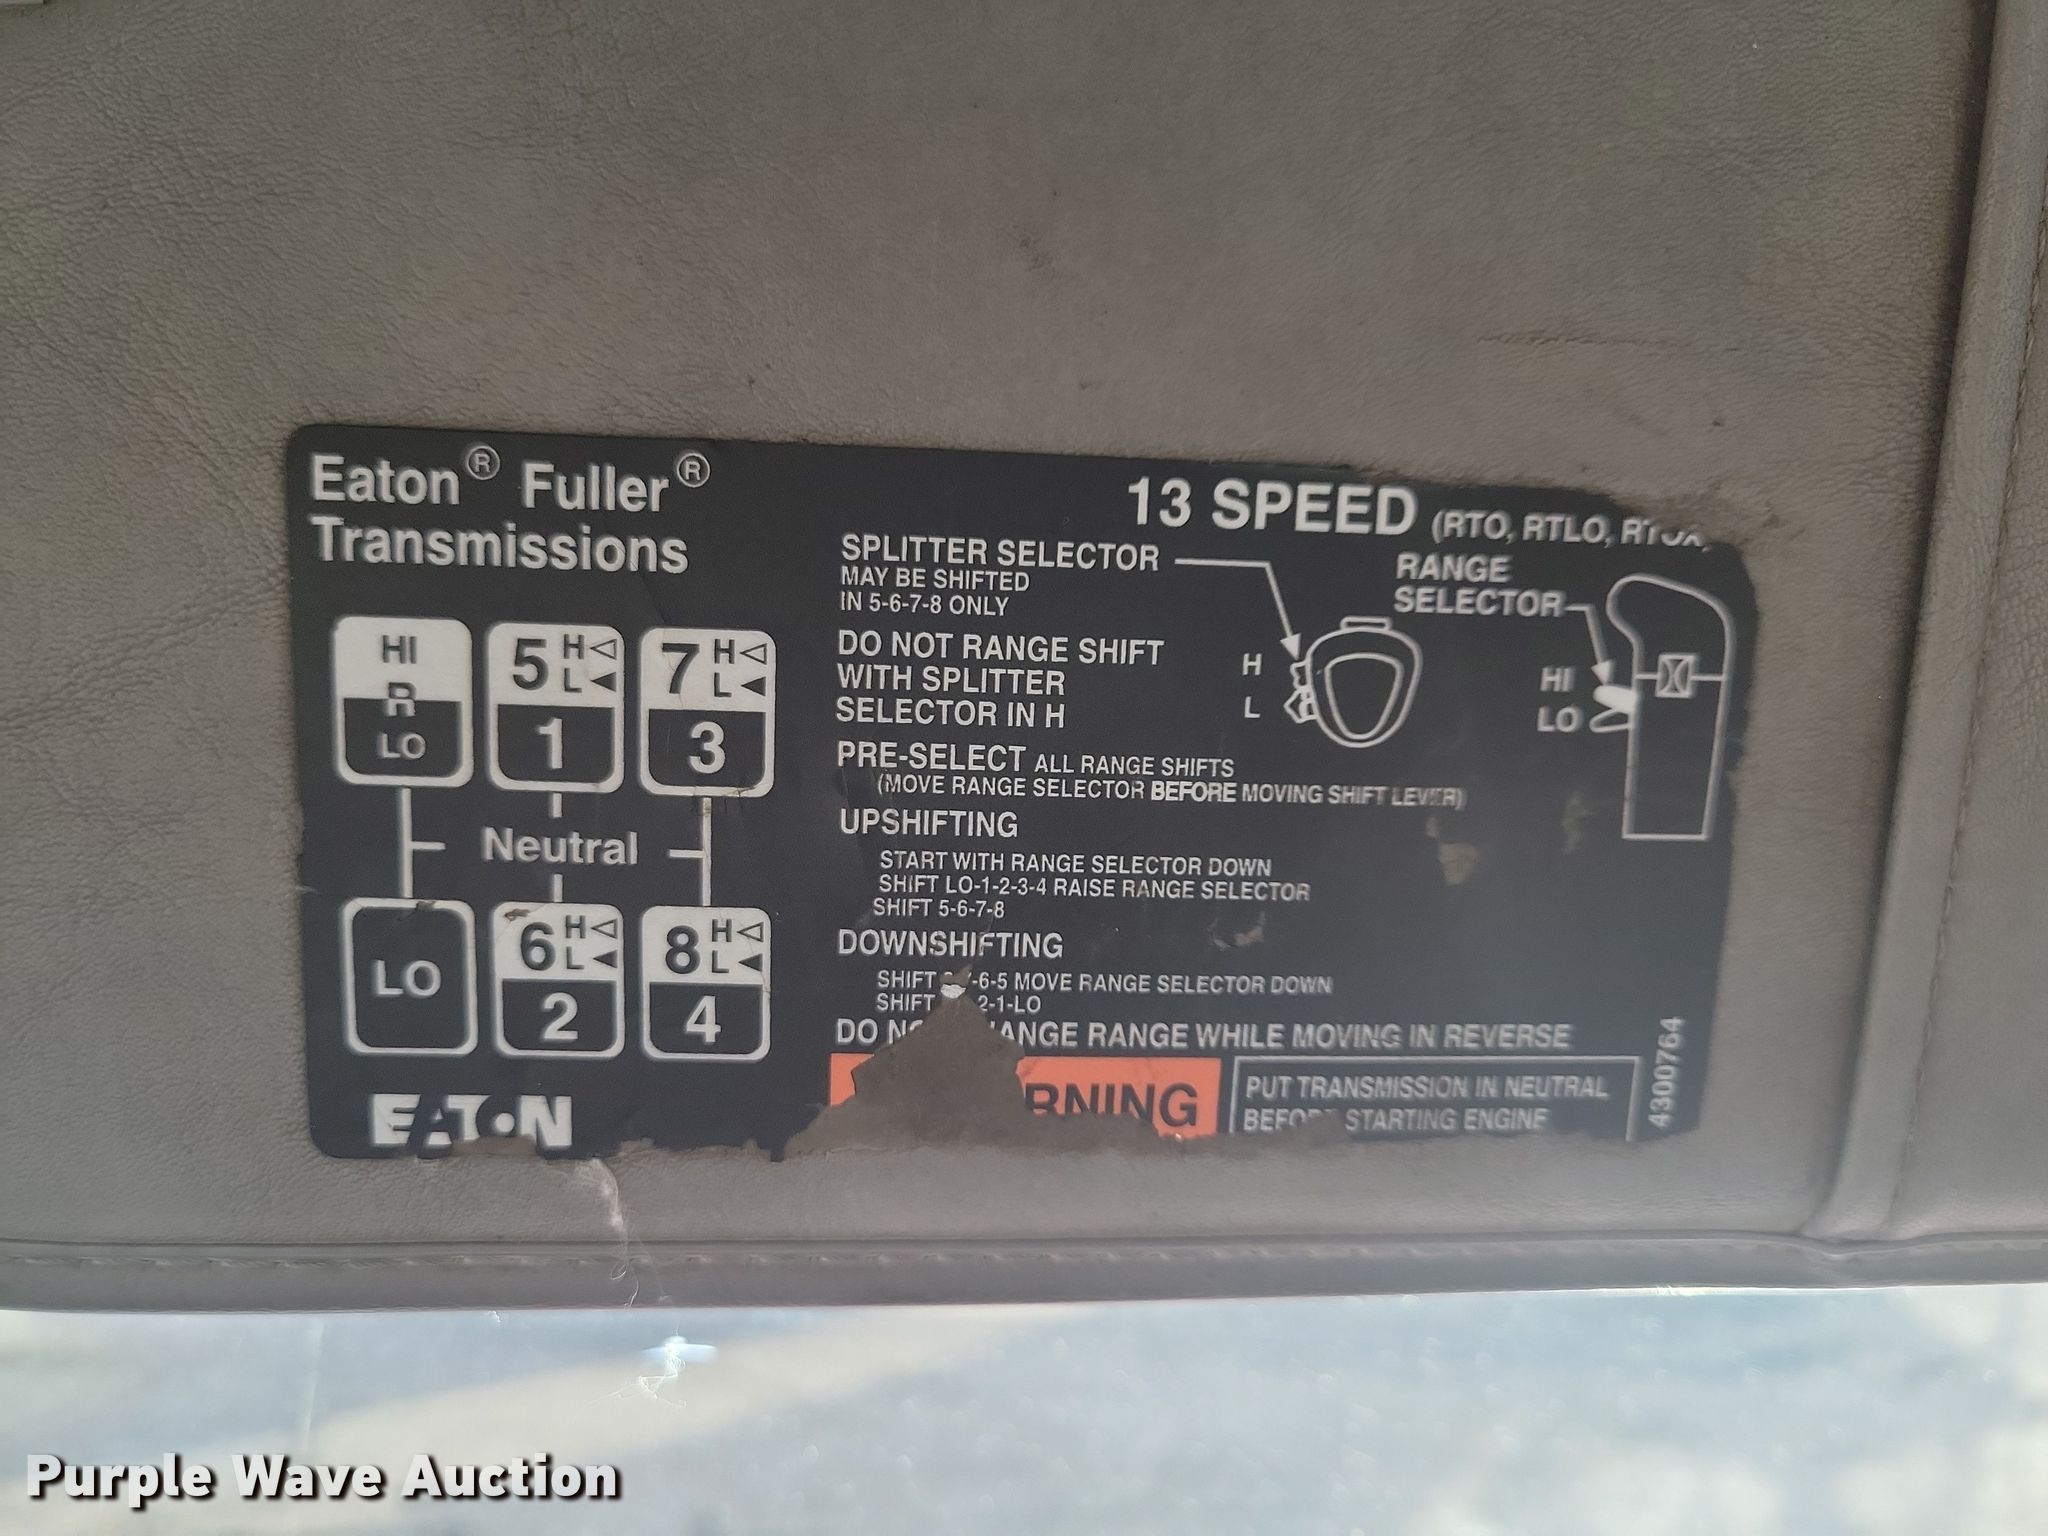 Eaton® Fuller®
Transmissions
13 SPEED (RTO, RTLO,
HI
R
LO
5 H
L
1
7 H
L
3
Neutral
LO
6 H
L
2
8 H
L
4
EATON
SPLITTER SELECTOR
MAY BE SHIFTED
IN 5-6-7-8 ONLY
DO NOT RANGE SHIFT
WITH SPLITTER
SELECTOR IN H
H
L
RANGE
SELECTOR
HI
LO
PRE-SELECT ALL RANGE SHIFTS
(MOVE RANGE SELECTOR BEFORE MOVING SHIFT LEVER)
UPSHIFTING
START WITH RANGE SELECTOR DOWN
SHIFT LO-1-2-3-4 RAISE RANGE SELECTOR
SHIFT 5-6-7-8
DOWNSHIFTING
SHIFT -6-5 MOVE RANGE SELECTOR DOWN
SHIFT 2-1-LO
DO ANGE RANGE WHILE MOVING IN REVERSE
RNING
PUT TRANSMISSION IN NEUTRAL
BEFORE STARTING ENGINE
4300764
Purple Wave Auction